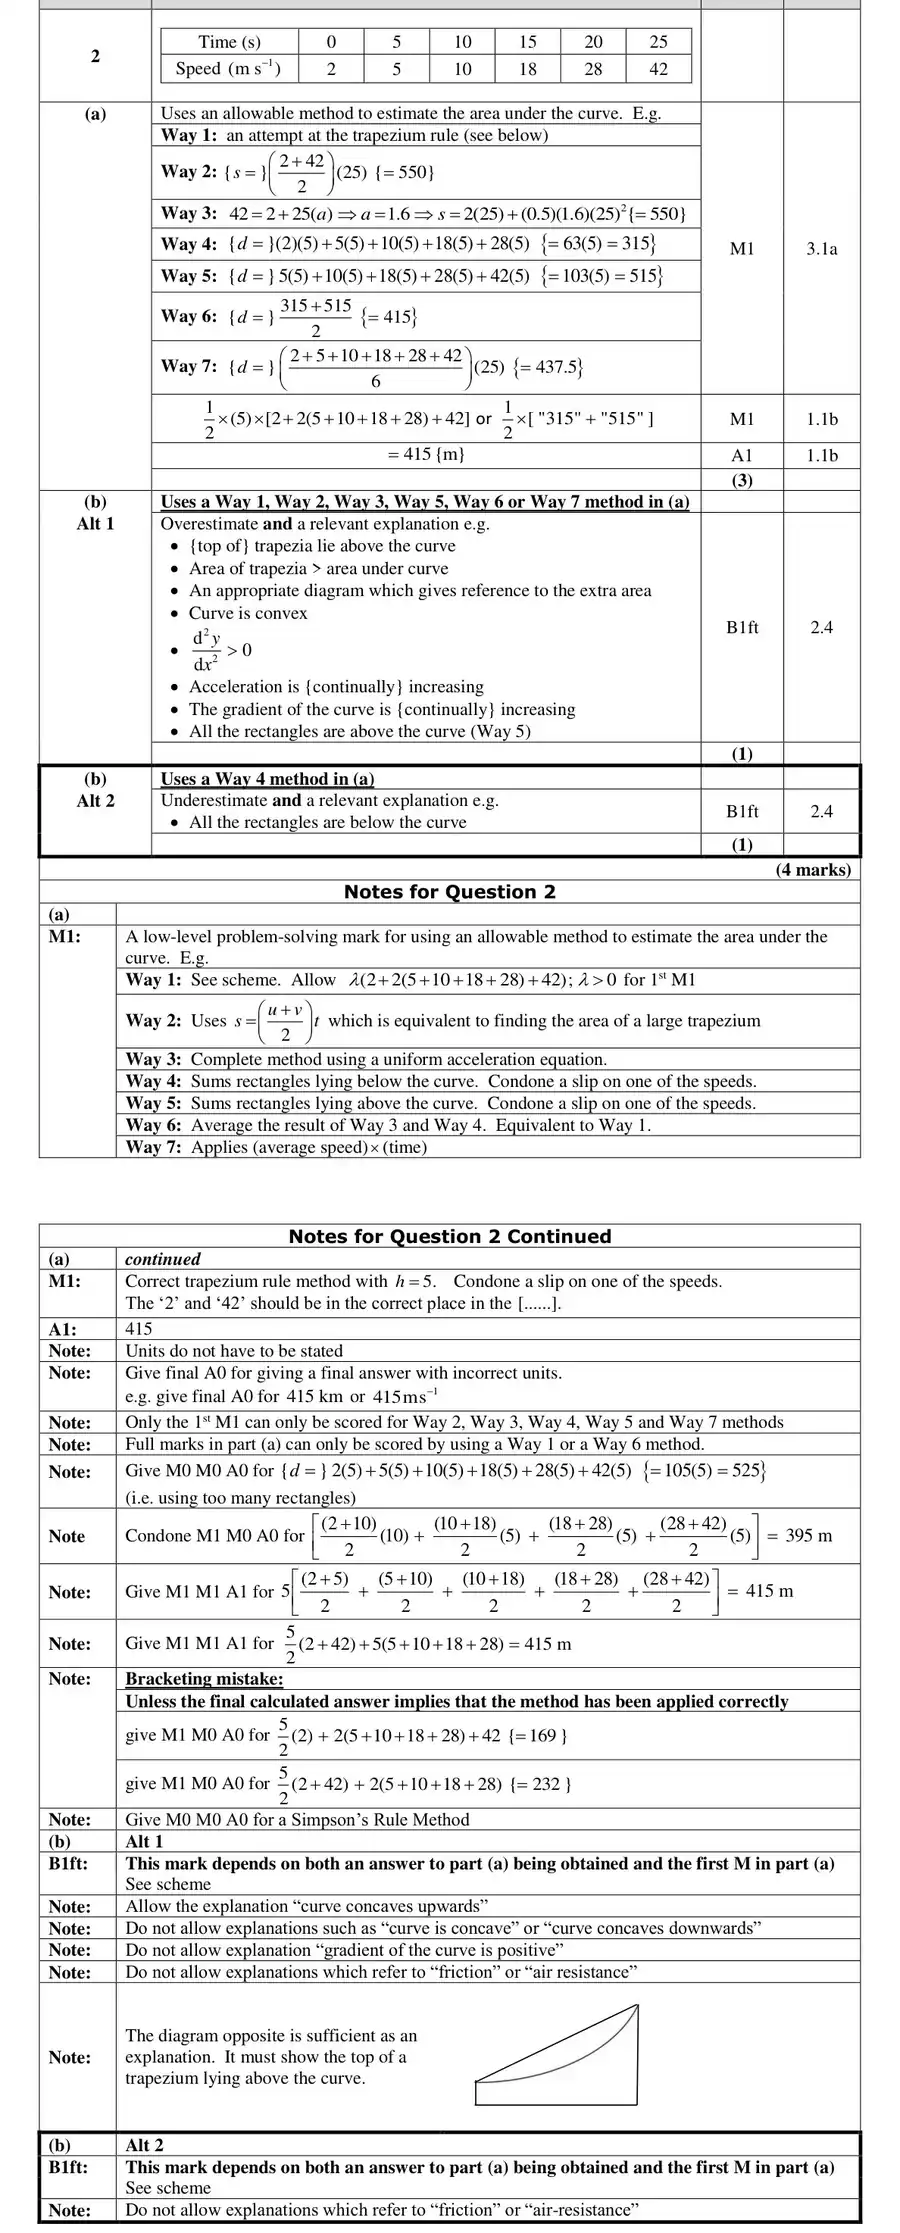 2
Time (s) 0 5 10 15 20 25
Speed (m s⁻¹) 2 5 10 18 28 42
(a) Uses an allowable method to estimate the area under the curve. E.g.
Way 1: an attempt at the trapezium rule (see below)
Way 2: {s = }((2 + 42)/2)(25) {= 550}
Way 3: 42 = 2 + 25(a) ⇒ a = 1.6 ⇒ s = 2(25) + (0.5)(1.6)(25)²{= 550}
Way 4: {d = }(2)(5) + 5(5) + 10(5) + 18(5) + 28(5) {= 63(5) = 315}
M1 3.1a
Way 5: {d = } 5(5) + 10(5) + 18(5) + 28(5) + 42(5) {= 103(5) = 515}
Way 6: {d = } (315 + 515)/2 {= 415}
Way 7: {d = } ((2 + 5 + 10 + 18 + 28 + 42)/6)(25) {= 437.5}
1/2 × (5) × [2 + 2(5 + 10 + 18 + 28) + 42] or 1/2 × [ "315" + "515" ] M1 1.1b
= 415 {m} A1 1.1b
(3)
(b) Uses a Way 1, Way 2, Way 3, Way 5, Way 6 or Way 7 method in (a)
Alt 1 Overestimate and a relevant explanation e.g.
• {top of} trapezia lie above the curve
• Area of trapezia > area under curve
• An appropriate diagram which gives reference to the extra area
• Curve is convex
B1ft 2.4
• d²y/dx² > 0
• Acceleration is {continually} increasing
• The gradient of the curve is {continually} increasing
• All the rectangles are above the curve (Way 5)
(1)
(b) Uses a Way 4 method in (a)
Alt 2 Underestimate and a relevant explanation e.g.
• All the rectangles are below the curve
B1ft 2.4
(1)
(4 marks)
Notes for Question 2
(a)
M1: A low-level problem-solving mark for using an allowable method to estimate the area under the
curve. E.g.
Way 1: See scheme. Allow λ(2 + 2(5 + 10 + 18 + 28) + 42); λ > 0 for 1st M1
Way 2: Uses s = ((u + v)/2)t which is equivalent to finding the area of a large trapezium
Way 3: Complete method using a uniform acceleration equation.
Way 4: Sums rectangles lying below the curve. Condone a slip on one of the speeds.
Way 5: Sums rectangles lying above the curve. Condone a slip on one of the speeds.
Way 6: Average the result of Way 3 and Way 4. Equivalent to Way 1.
Way 7: Applies (average speed) × (time)
Notes for Question 2 Continued
(a) continued
M1: Correct trapezium rule method with h = 5. Condone a slip on one of the speeds.
The ‘2’ and ‘42’ should be in the correct place in the [......].
A1: 415
Note: Units do not have to be stated
Note: Give final A0 for giving a final answer with incorrect units.
e.g. give final A0 for 415 km or 415 ms⁻¹
Note: Only the 1st M1 can only be scored for Way 2, Way 3, Way 4, Way 5 and Way 7 methods
Note: Full marks in part (a) can only be scored by using a Way 1 or a Way 6 method.
Note: Give M0 M0 A0 for {d = } 2(5) + 5(5) + 10(5) + 18(5) + 28(5) + 42(5) {= 105(5) = 525}
(i.e. using too many rectangles)
Note Condone M1 M0 A0 for [(2 + 10)/2 (10) + (10 + 18)/2 (5) + (18 + 28)/2 (5) + (28 + 42)/2 (5)] = 395 m
Note: Give M1 M1 A1 for 5[(2 + 5)/2 + (5 + 10)/2 + (10 + 18)/2 + (18 + 28)/2 + (28 + 42)/2] = 415 m
Note: Give M1 M1 A1 for 5/2 (2 + 42) + 5(5 + 10 + 18 + 28) = 415 m
Note: Bracketing mistake:
Unless the final calculated answer implies that the method has been applied correctly
give M1 M0 A0 for 5/2 (2) + 2(5 + 10 + 18 + 28) + 42 {= 169 }
give M1 M0 A0 for 5/2 (2 + 42) + 2(5 + 10 + 18 + 28) {= 232 }
Note: Give M0 M0 A0 for a Simpson’s Rule Method
(b) Alt 1
B1ft: This mark depends on both an answer to part (a) being obtained and the first M in part (a)
See scheme
Note: Allow the explanation “curve concaves upwards”
Note: Do not allow explanations such as “curve is concave” or “curve concaves downwards”
Note: Do not allow explanation “gradient of the curve is positive”
Note: Do not allow explanations which refer to “friction” or “air resistance”
The diagram opposite is sufficient as an
Note: explanation. It must show the top of a
trapezium lying above the curve.
(b) Alt 2
B1ft: This mark depends on both an answer to part (a) being obtained and the first M in part (a)
See scheme
Note: Do not allow explanations which refer to “friction” or “air-resistance”